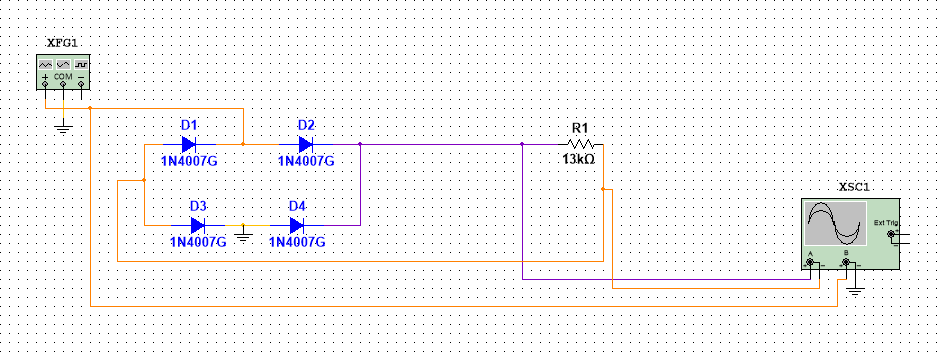 XFG1
+ COM −
D1
1N4007G
D2
1N4007G
R1
13kΩ
D3
1N4007G
D4
1N4007G
XSC1
Ext Trig
+
−
A
B
+ − + −